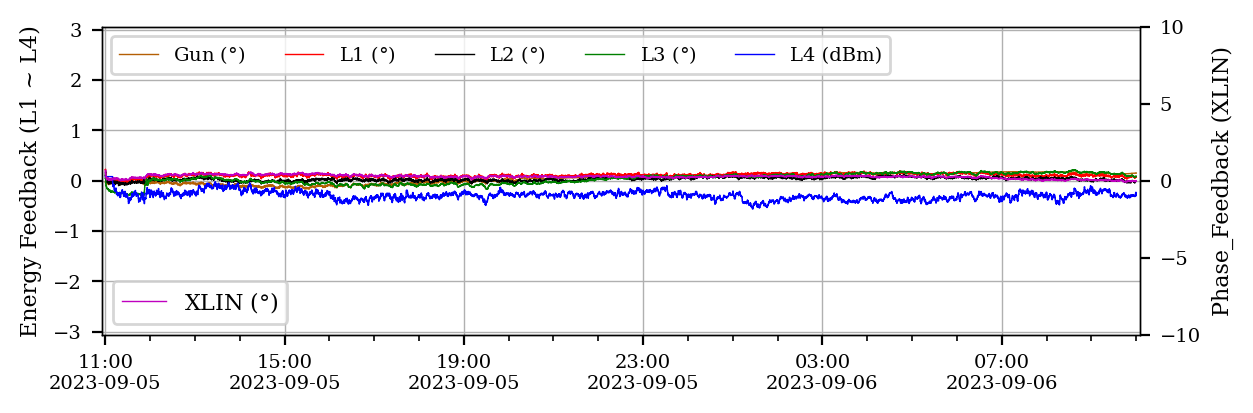 Energy Feedback (L1 ~ L4)
3
2
1
0
−1
−2
−3
Gun (°) L1 (°) L2 (°) L3 (°) L4 (dBm)
XLIN (°)
10
5
0
−5
−10
Phase_Feedback (XLIN)
11:00 15:00 19:00 23:00 03:00 07:00
2023-09-05 2023-09-05 2023-09-05 2023-09-05 2023-09-06 2023-09-06